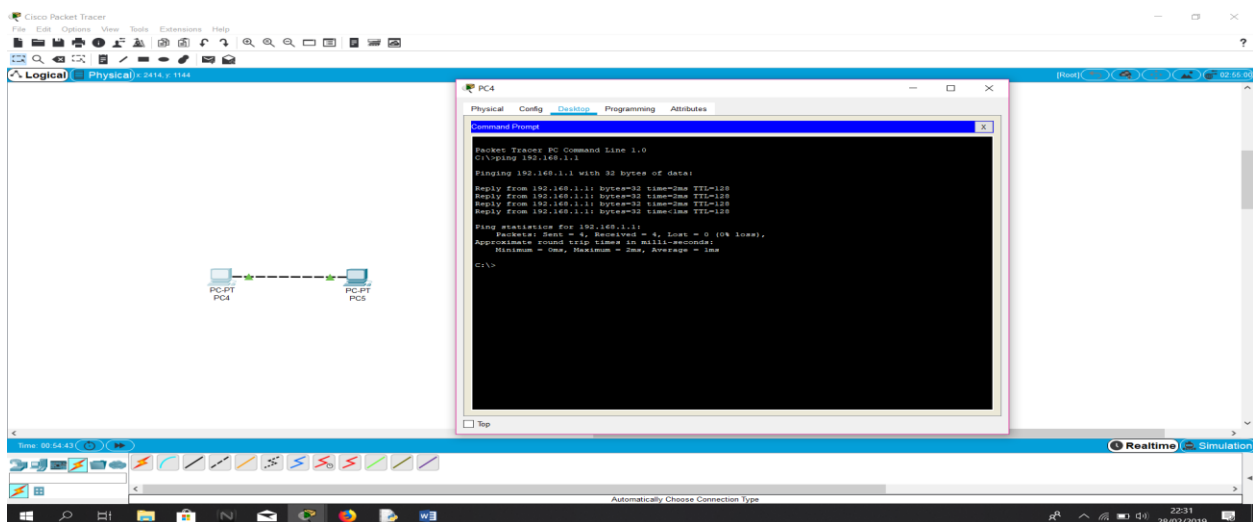 Cisco Packet Tracer
File Edit Options View Tools Extensions Help
?
Logical Physical x: 2414, y: 1144
[Root] 02:55:00
PC4
Physical Config Desktop Programming Attributes
Command Prompt
X
Packet Tracer PC Command Line 1.0
C:\>ping 192.168.1.1
Pinging 192.168.1.1 with 32 bytes of data:
Reply from 192.168.1.1: bytes=32 time=2ms TTL=128
Reply from 192.168.1.1: bytes=32 time=2ms TTL=128
Reply from 192.168.1.1: bytes=32 time=2ms TTL=128
Reply from 192.168.1.1: bytes=32 time<1ms TTL=128
Ping statistics for 192.168.1.1:
Packets: Sent = 4, Received = 4, Lost = 0 (0% loss),
Approximate round trip times in milli-seconds:
Minimum = 0ms, Maximum = 2ms, Average = 1ms
C:\>
PC-PT
PC4
PC-PT
PC5
Top
Time: 00:54:43
Realtime Simulation
Automatically Choose Connection Type
22:31
28/02/2019